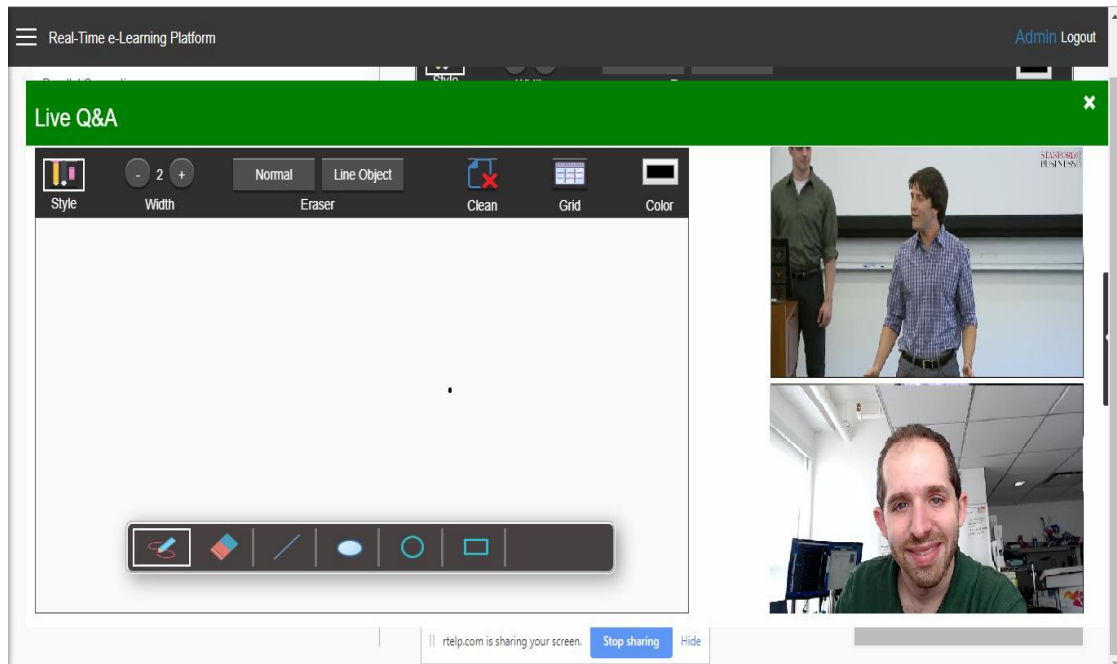 Real-Time e-Learning Platform
Admin Logout
Style
Live Q&A
×
- 2 +
Normal
Line Object
Style
Width
Eraser
Clean
Grid
Color
STANFORD
BUSINESS
rtelp.com is sharing your screen.
Stop sharing
Hide